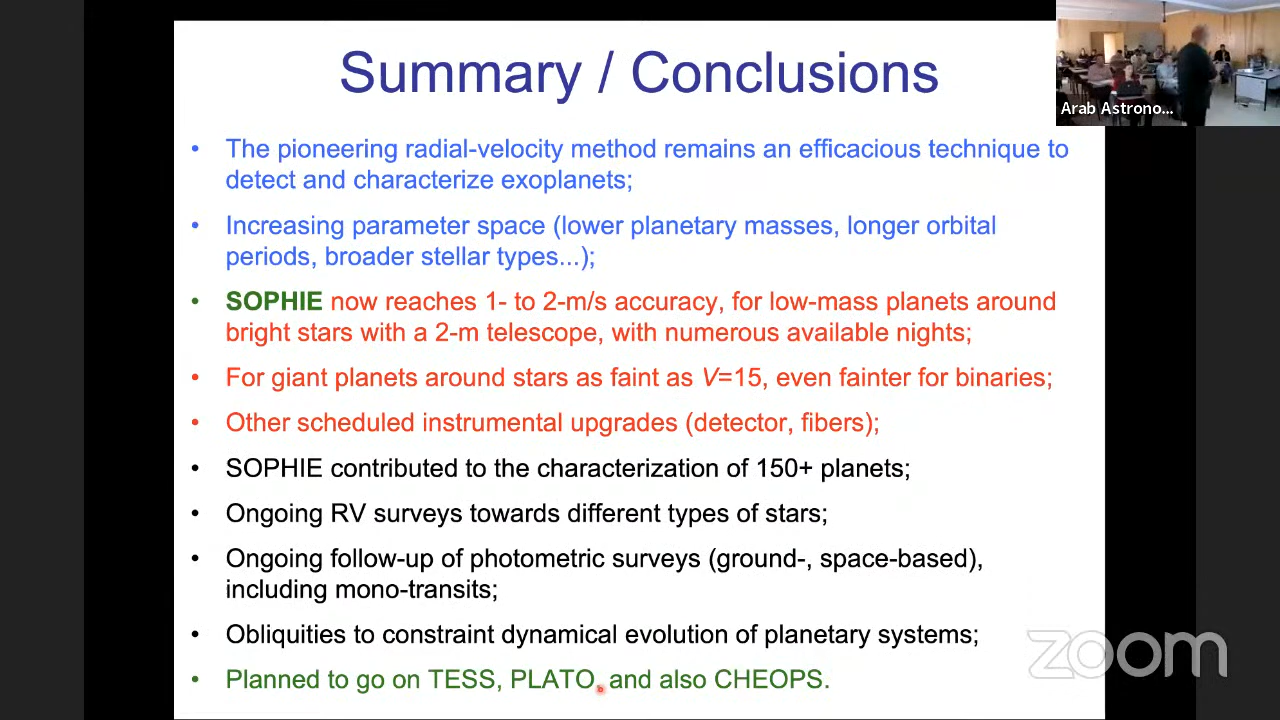 Summary / Conclusions
Arab Astrono...
• The pioneering radial-velocity method remains an efficacious technique to
detect and characterize exoplanets;
• Increasing parameter space (lower planetary masses, longer orbital
periods, broader stellar types...);
• SOPHIE now reaches 1- to 2-m/s accuracy, for low-mass planets around
bright stars with a 2-m telescope, with numerous available nights;
• For giant planets around stars as faint as V=15, even fainter for binaries;
• Other scheduled instrumental upgrades (detector, fibers);
• SOPHIE contributed to the characterization of 150+ planets;
• Ongoing RV surveys towards different types of stars;
• Ongoing follow-up of photometric surveys (ground-, space-based),
including mono-transits;
• Obliquities to constraint dynamical evolution of planetary systems;
• Planned to go on TESS, PLATO, and also CHEOPS.
zoom